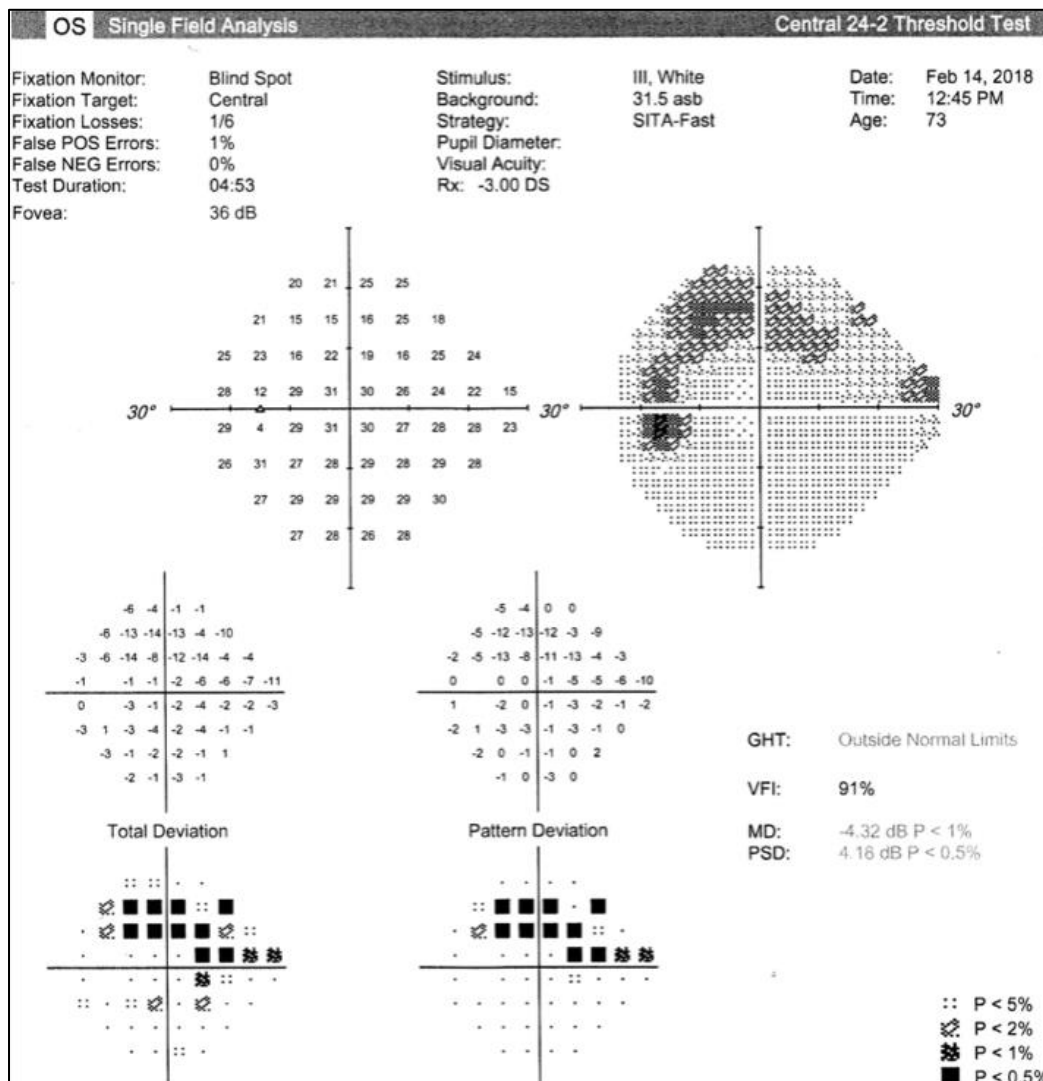 OS Single Field Analysis Central 24-2 Threshold Test
Fixation Monitor: Blind Spot Stimulus: III, White Date: Feb 14, 2018
Fixation Target: Central Background: 31.5 asb Time: 12:45 PM
Fixation Losses: 1/6 Strategy: SITA-Fast Age: 73
False POS Errors: 1% Pupil Diameter:
False NEG Errors: 0% Visual Acuity:
Test Duration: 04:53 Rx: -3.00 DS
Fovea: 36 dB
20 21 25 25
21 15 15 16 25 18
25 23 16 22 19 16 25 24
28 12 29 31 30 26 24 22 15
30° 30° 30°
29 4 29 31 30 27 28 28 23
26 31 27 28 29 28 29 28
27 29 29 29 29 30
27 28 26 28
-6 -4 -1 -1 -5 -4 0 0
-6 -13 -14 -13 -4 -10 -5 -12 -13 -12 -3 -9
-3 -6 -14 -8 -12 -14 -4 -4 -2 -5 -13 -8 -11 -13 -4 -3
-1 -1 -1 -2 -6 -6 -7 -11 0 0 0 -1 -5 -5 -6 -10
0 -3 -1 -2 -4 -2 -2 -3 1 -2 0 -1 -3 -2 -1 -2
-3 1 -3 -4 -2 -4 -1 -1 -2 1 -3 -3 -1 -3 -1 0
-3 -1 -2 -2 -1 1 -2 0 -1 -1 0 2
-2 -1 -3 -1 -1 0 -3 0
GHT: Outside Normal Limits
VFI: 91%
MD: -4.32 dB P < 1%
PSD: 4.16 dB P < 0.5%
Total Deviation Pattern Deviation
P < 5%
P < 2%
P < 1%
P < 0.5%